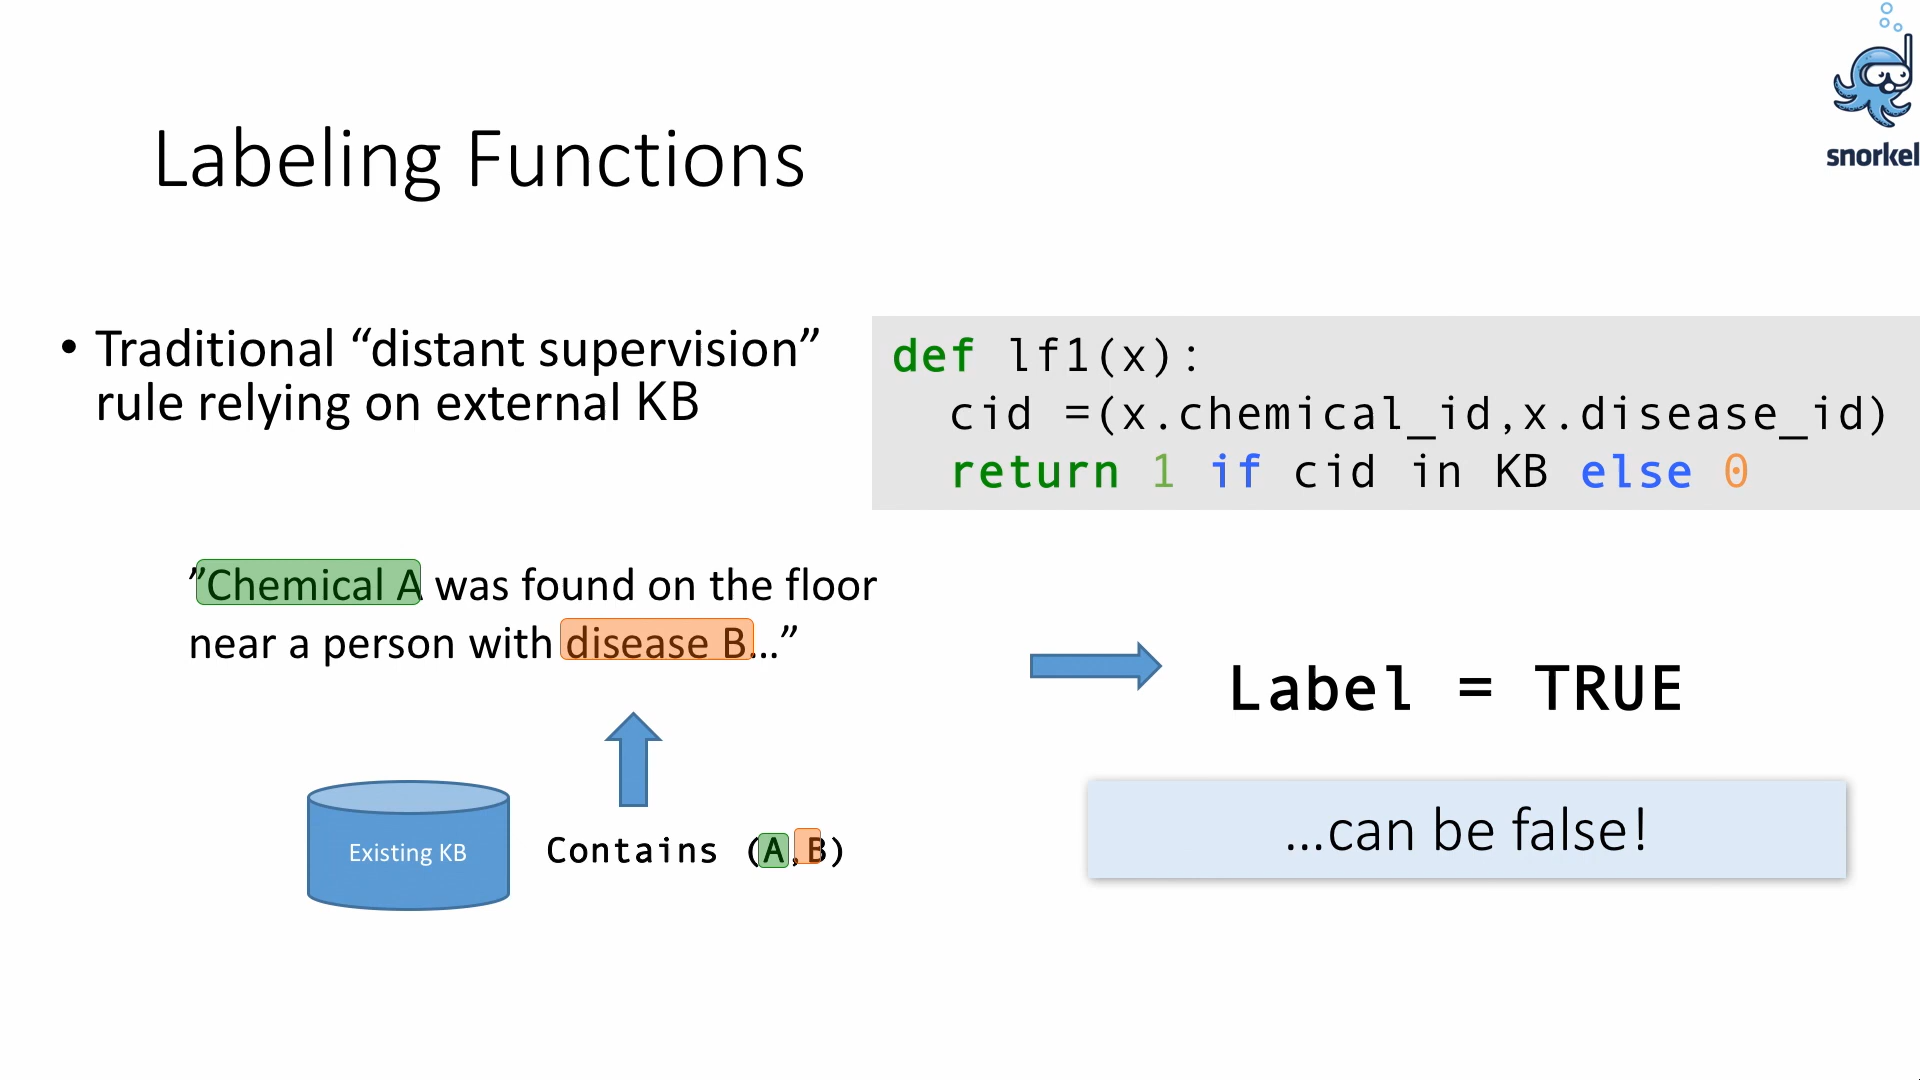 snorkel
Labeling Functions
• Traditional “distant supervision”
rule relying on external KB
def lf1(x):
cid =(x.chemical_id,x.disease_id)
return 1 if cid in KB else 0
”Chemical A was found on the floor
near a person with disease B...”
Label = TRUE
Existing KB
Contains (A,B)
...can be false!